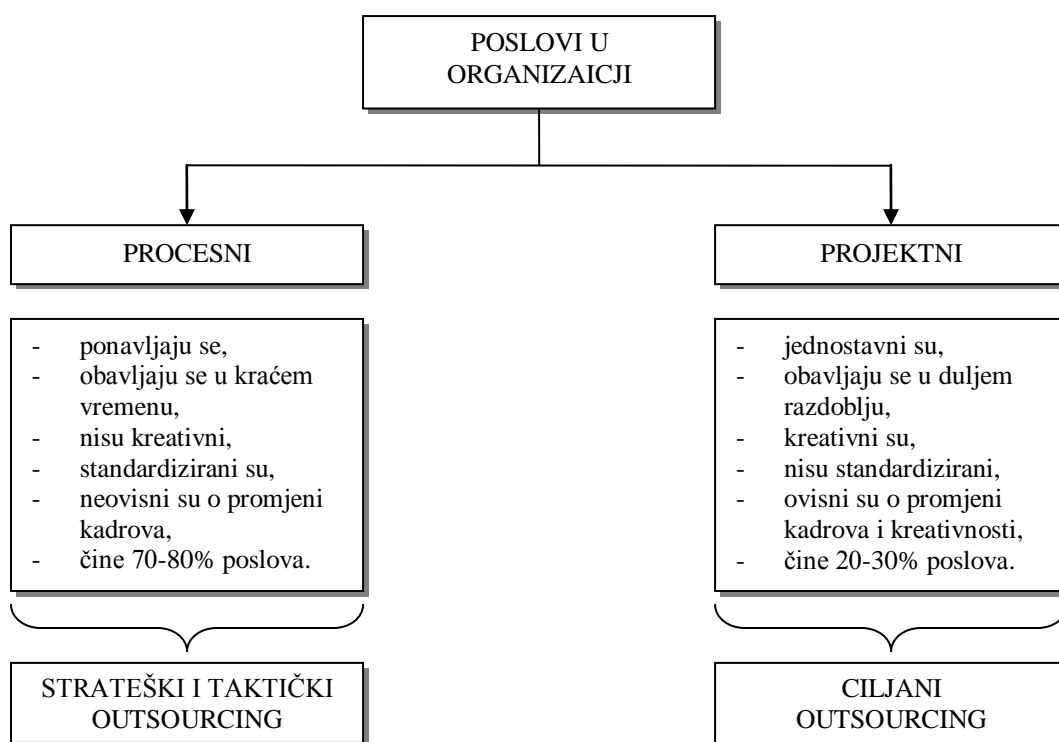 POSLOVI U
ORGANIZAICJI
PROCESNI
- ponavljaju se,
- obavljaju se u kraćem
vremenu,
- nisu kreativni,
- standardizirani su,
- neovisni su o promjeni
kadrova,
- čine 70-80% poslova.
STRATEŠKI I TAKTIČKI
OUTSOURCING
PROJEKTNI
- jednostavni su,
- obavljaju se u duljem
razdoblju,
- kreativni su,
- nisu standardizirani,
- ovisni su o promjeni
kadrova i kreativnosti,
- čine 20-30% poslova.
CILJANI
OUTSOURCING